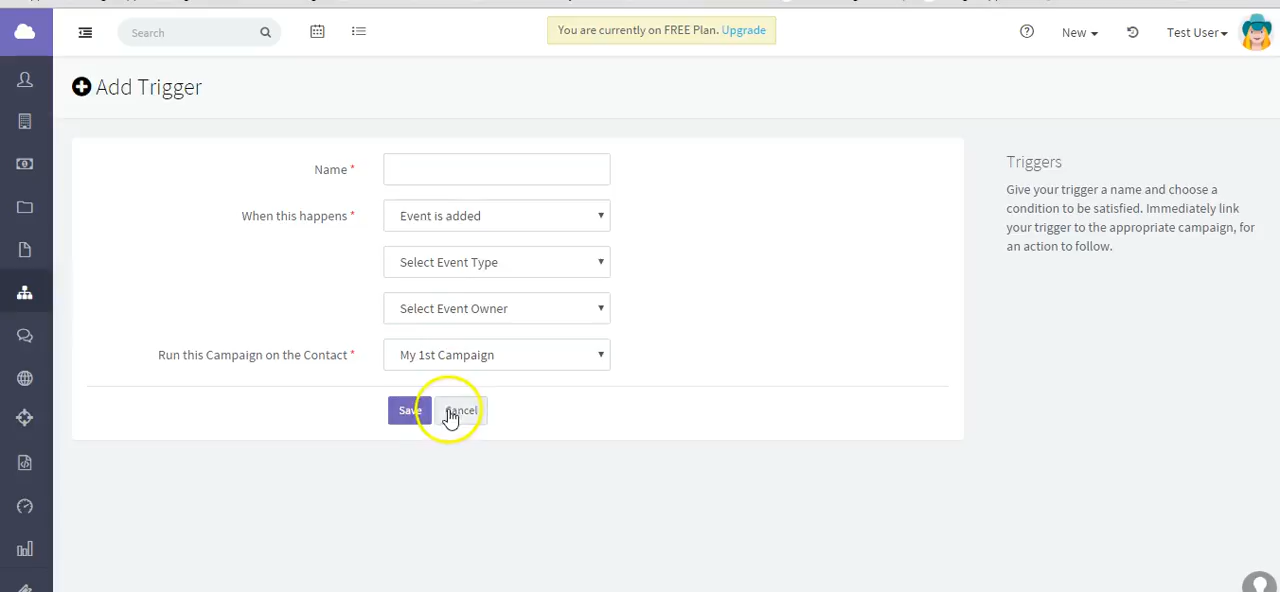 Search
You are currently on FREE Plan. Upgrade
New
Test User
Add Trigger
Name *
When this happens *
Event is added
Select Event Type
Select Event Owner
Run this Campaign on the Contact *
My 1st Campaign
Save
Cancel
Triggers
Give your trigger a name and choose a
condition to be satisfied. Immediately link
your trigger to the appropriate campaign, for
an action to follow.